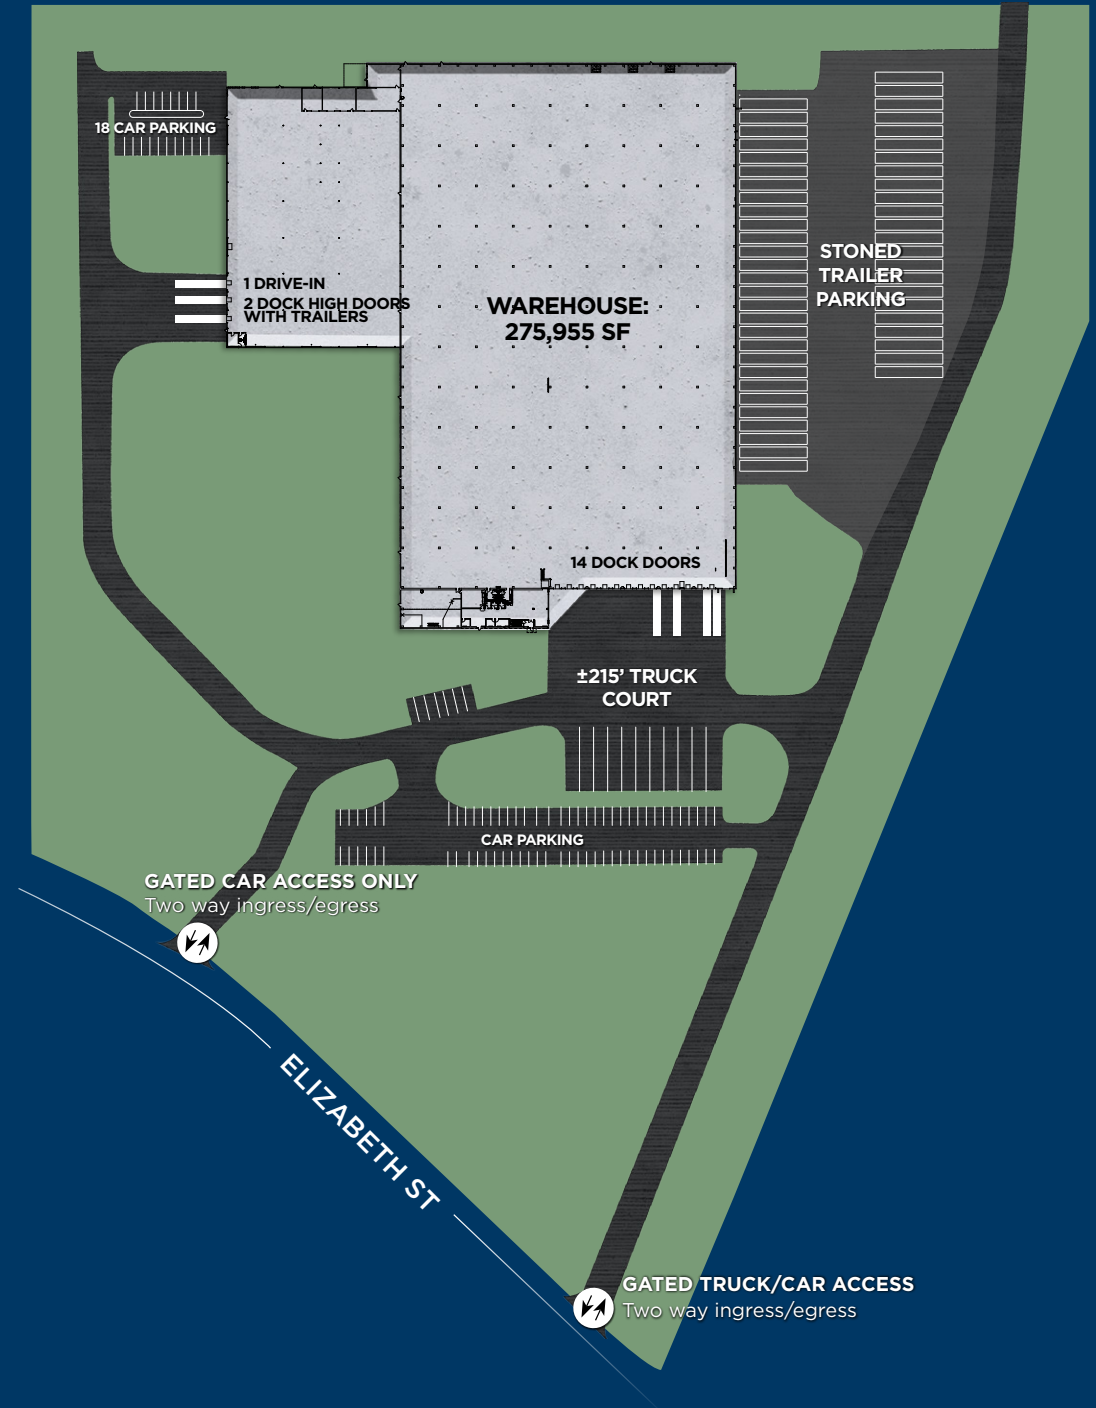 18 CAR PARKING
STONED
TRAILER
PARKING
1 DRIVE-IN
2 DOCK HIGH DOORS
WITH TRAILERS
WAREHOUSE:
275,955 SF
14 DOCK DOORS
±215’ TRUCK
COURT
CAR PARKING
GATED CAR ACCESS ONLY
Two way ingress/egress
ELIZABETH ST
GATED TRUCK/CAR ACCESS
Two way ingress/egress